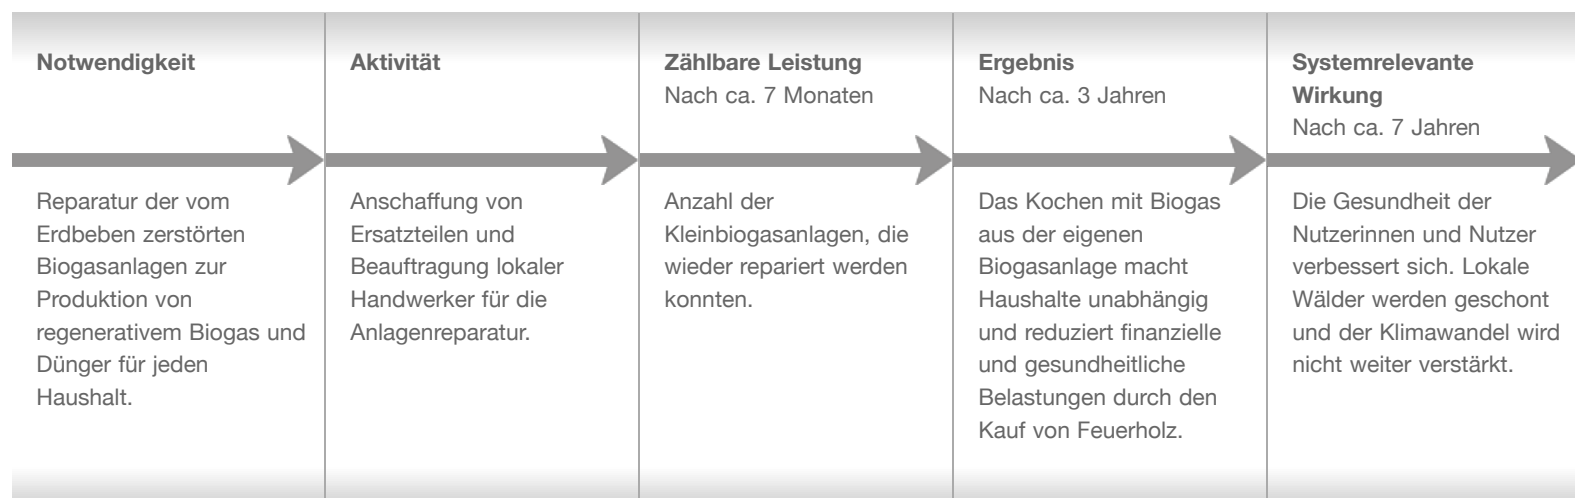 Notwendigkeit
Reparatur der vom
Erdbeben zerstörten
Biogasanlagen zur
Produktion von
regenerativem Biogas und
Dünger für jeden
Haushalt.
Aktivität
Anschaffung von
Ersatzteilen und
Beauftragung lokaler
Handwerker für die
Anlagenreparatur.
Zählbare Leistung
Nach ca. 7 Monaten
Anzahl der
Kleinbiogasanlagen, die
wieder repariert werden
konnten.
Ergebnis
Nach ca. 3 Jahren
Das Kochen mit Biogas
aus der eigenen
Biogasanlage macht
Haushalte unabhängig
und reduziert finanzielle
und gesundheitliche
Belastungen durch den
Kauf von Feuerholz.
Systemrelevante
Wirkung
Nach ca. 7 Jahren
Die Gesundheit der
Nutzerinnen und Nutzer
verbessert sich. Lokale
Wälder werden geschont
und der Klimawandel wird
nicht weiter verstärkt.